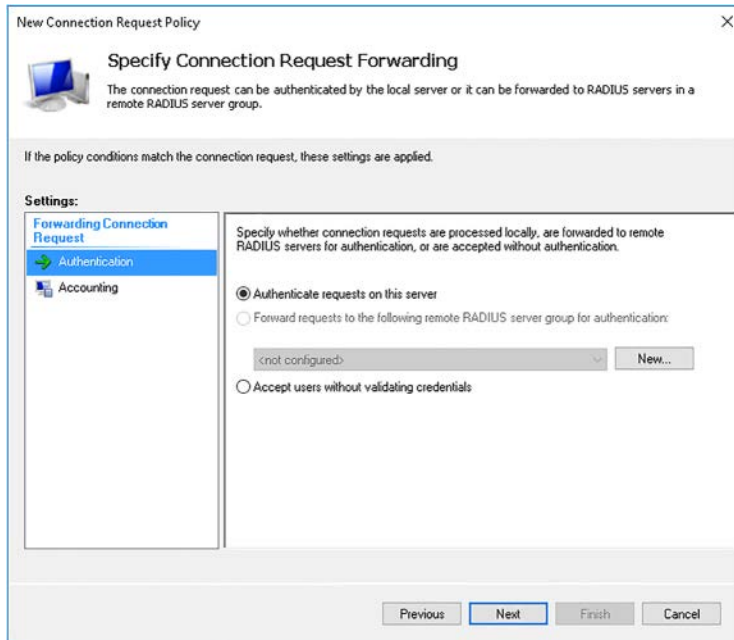 New Connection Request Policy
Specify Connection Request Forwarding
The connection request can be authenticated by the local server or it can be forwarded to RADIUS servers in a
remote RADIUS server group.
If the policy conditions match the connection request, these settings are applied.
Settings:
Forwarding Connection
Request
Authentication
Accounting
Specify whether connection requests are processed locally, are forwarded to remote
RADIUS servers for authentication, or are accepted without authentication.
Authenticate requests on this server
Forward requests to the following remote RADIUS server group for authentication:
<not configured>
New...
Accept users without validating credentials
Previous
Next
Finish
Cancel